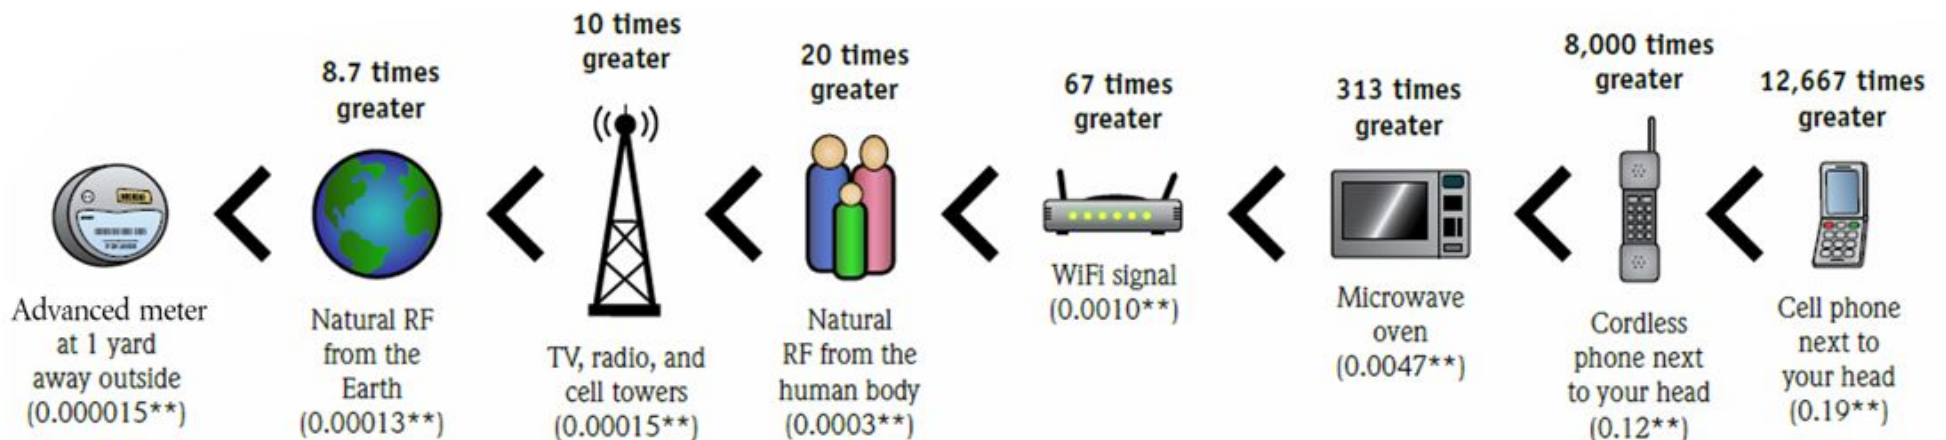 8.7 times
greater
10 times
greater
20 times
greater
67 times
greater
313 times
greater
8,000 times
greater
12,667 times
greater
Advanced meter
at 1 yard
away outside
(0.000015**)
Natural RF
from the
Earth
(0.00013**)
TV, radio, and
cell towers
(0.00015**)
Natural
RF from the
human body
(0.0003**)
WiFi signal
(0.0010**)
Microwave
oven
(0.0047**)
Cordless
phone next
to your head
(0.12**)
Cell phone
next to
your head
(0.19**)